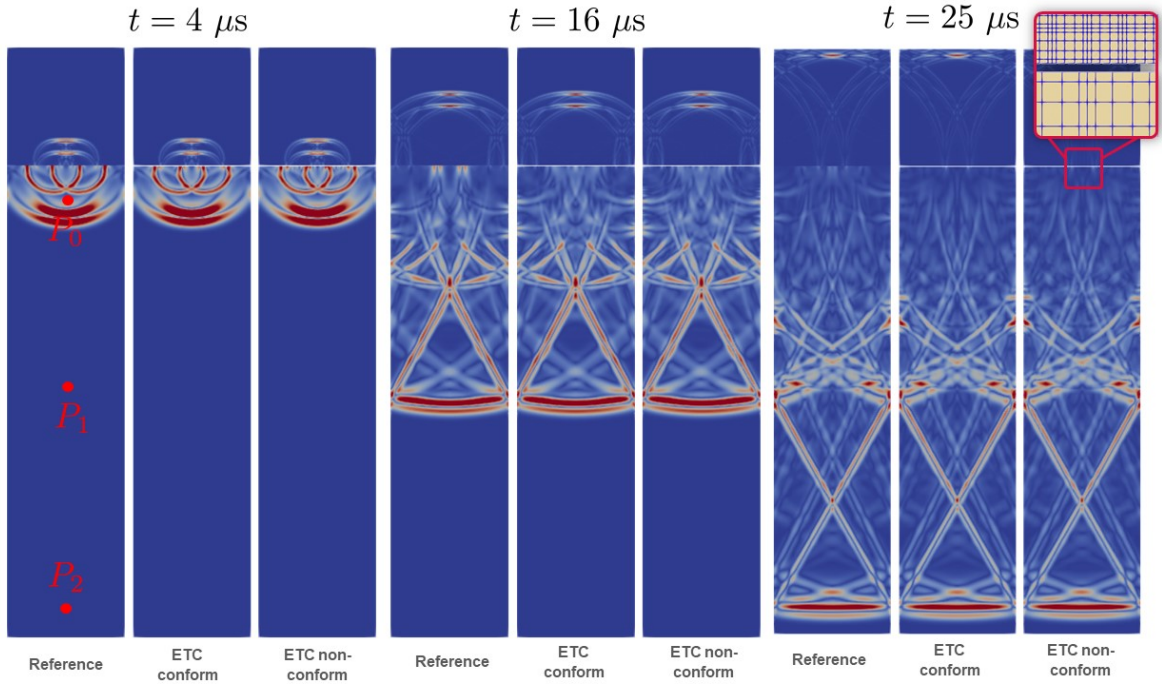 t = 4 μs
t = 16 μs
t = 25 μs
P₀
P₁
P₂
Reference
ETC
conform
ETC non-
conform
Reference
ETC
conform
ETC non-
conform
Reference
ETC
conform
ETC non-
conform